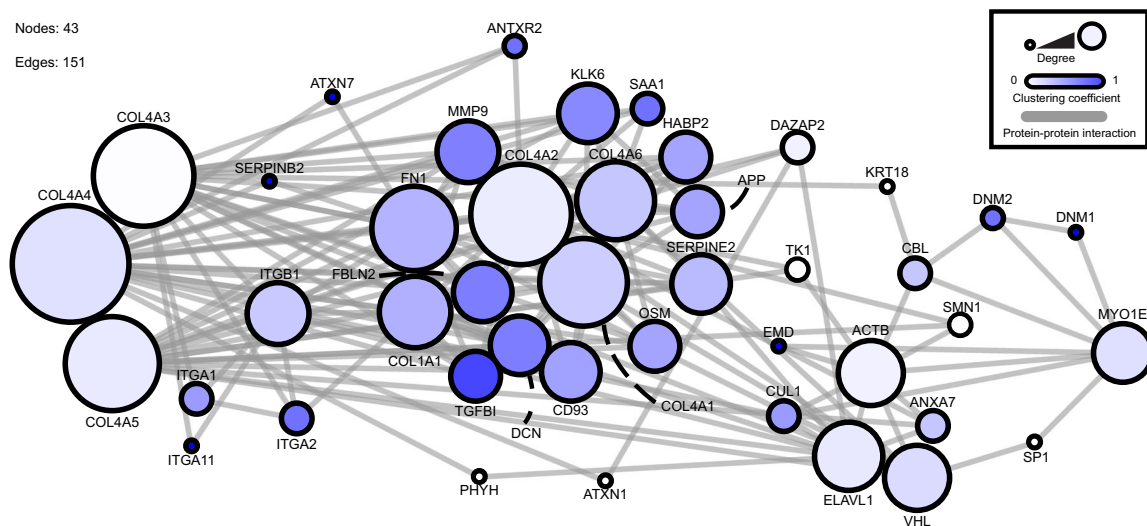 Nodes: 43
Edges: 151
ANTXR2
Degree
0
1
Clustering coefficient
Protein-protein interaction
ATXN7
KLK6
SAA1
MMP9
HABP2
DAZAP2
COL4A3
COL4A2
COL4A6
SERPINB2
FN1
APP
KRT18
COL4A4
DNM2
DNM1
SERPINE2
TK1
CBL
ITGB1
FBLN2
SMN1
MYO1E
OSM
EMD
ACTB
COL1A1
ITGA1
CUL1
COL4A5
TGFBI
CD93
COL4A1
ANXA7
DCN
ITGA2
ITGA11
SP1
PHYH
ATXN1
ELAVL1
VHL